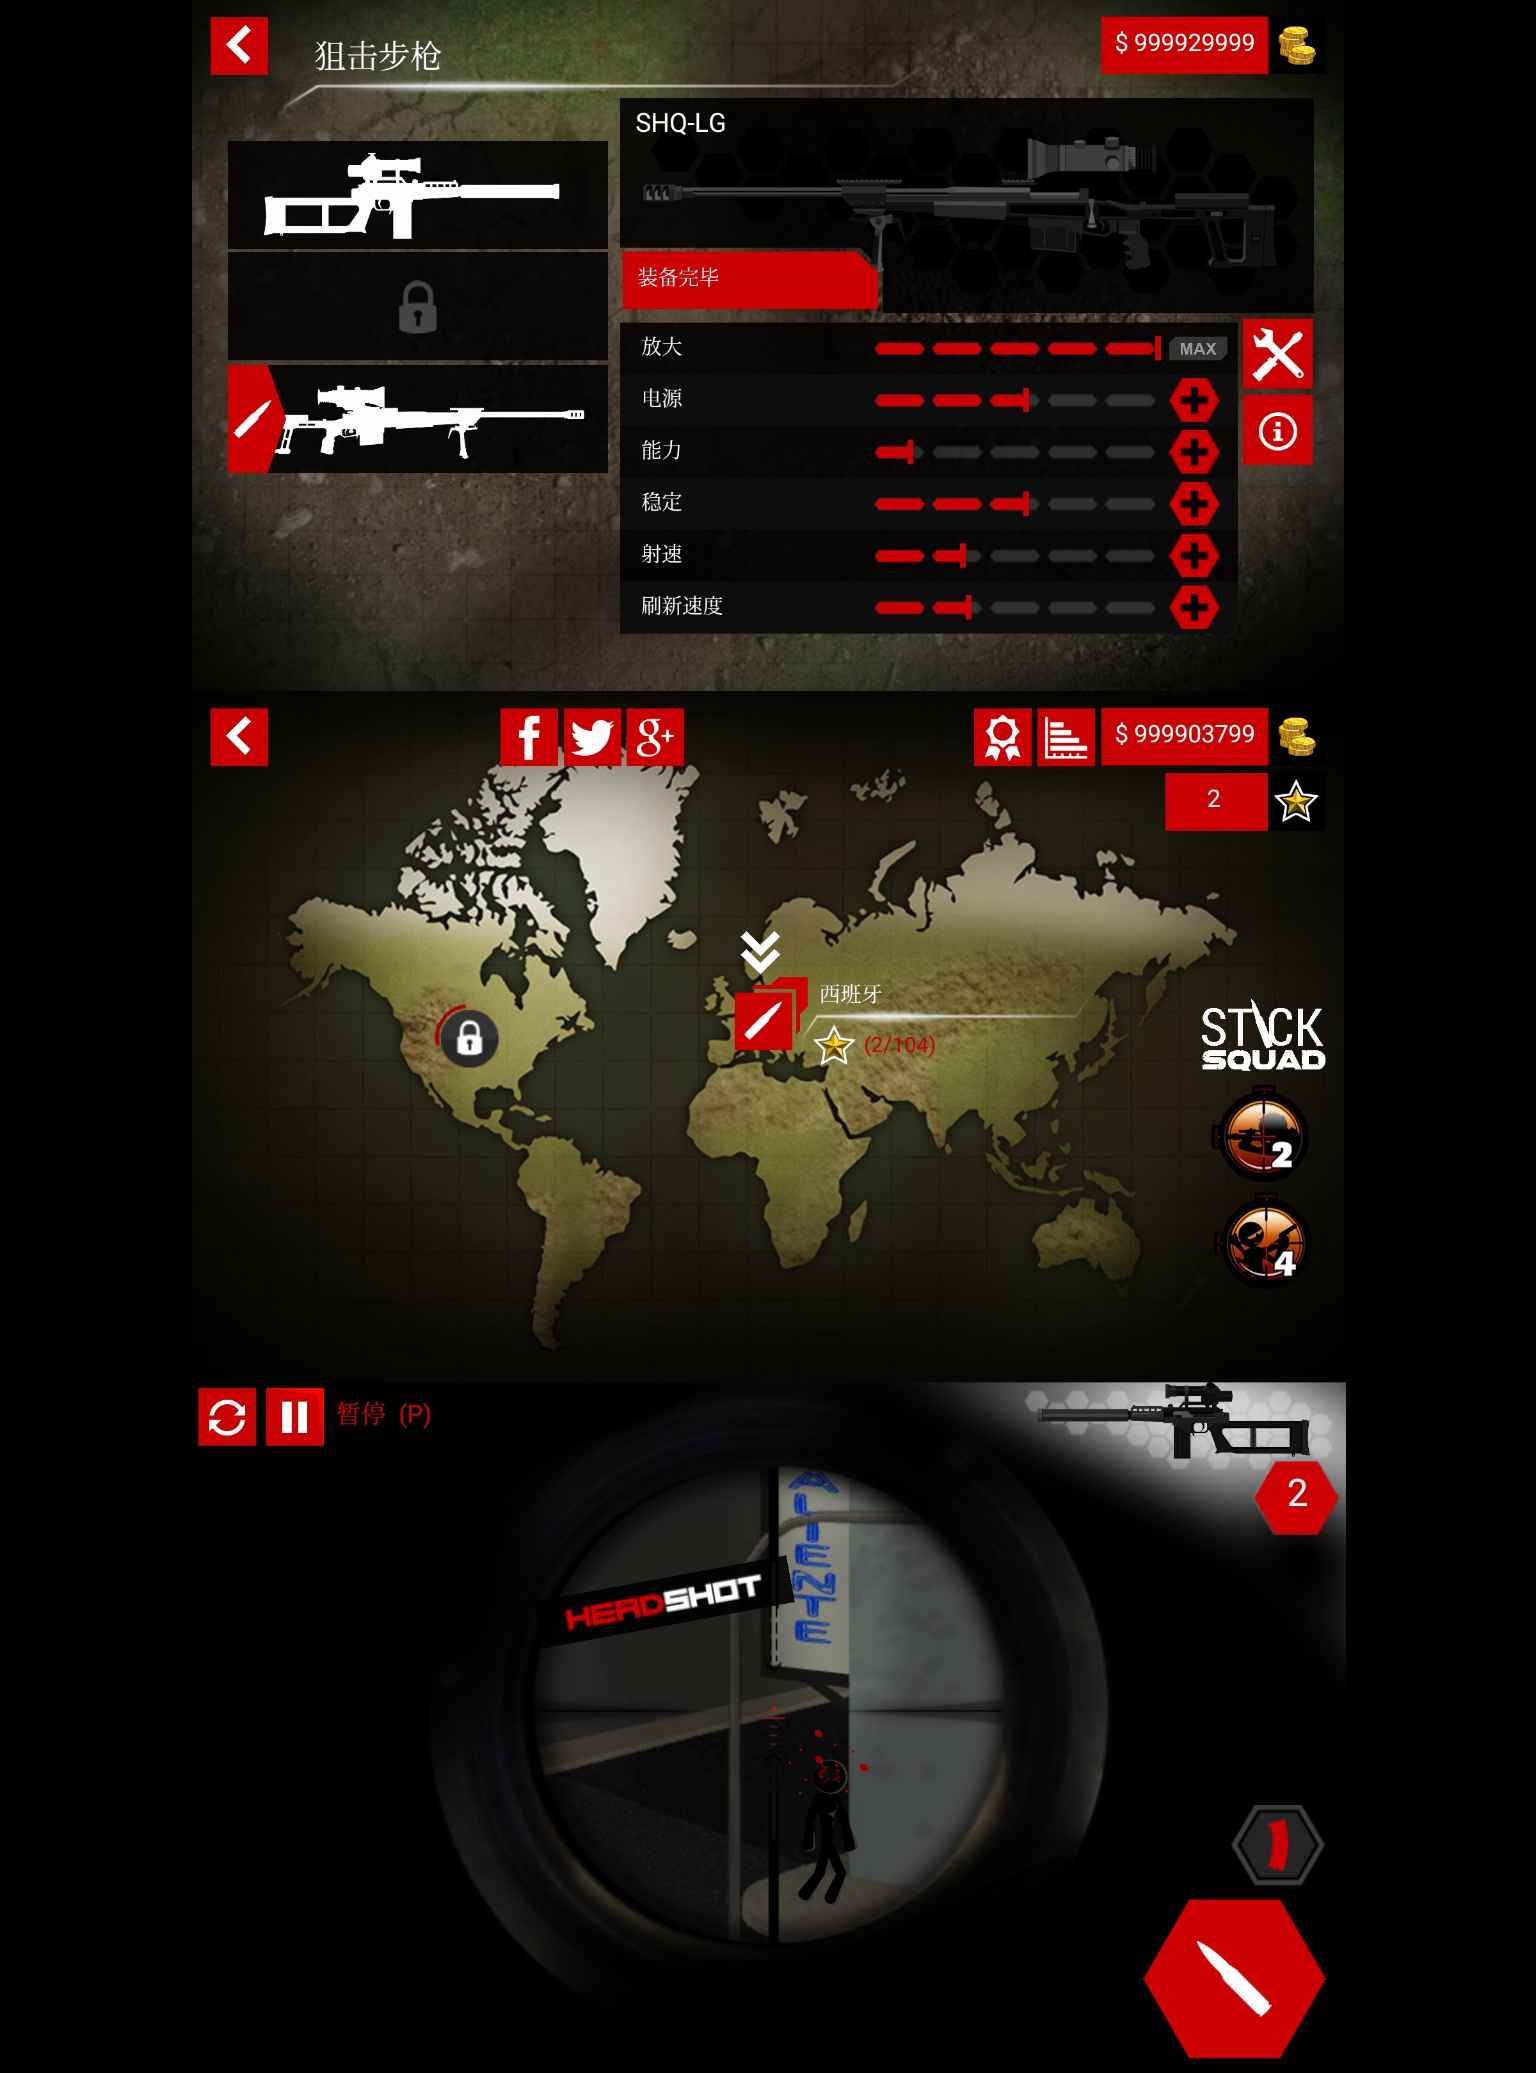 狙击步枪
$ 999929999
SHQ-LG
装备完毕
放大
MAX
电源
能力
稳定
射速
刷新速度
f
g+
$ 999903799
2
西班牙
(2/104)
STICK
SQUAD
2
4
暂停 (P)
2
ALIENTE
HEADSHOT